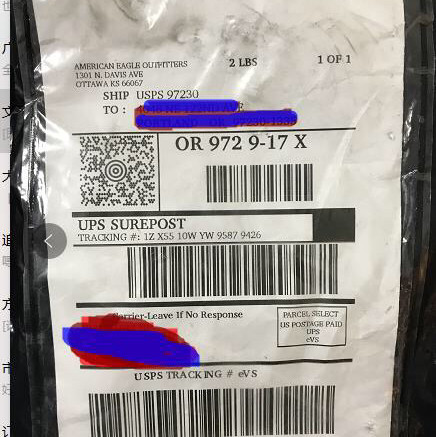 AMERICAN EAGLE OUTFITTERS 2 LBS 1 OF 1
1301 N. DAVIS AVE
OTTAWA KS 66067
SHIP USPS 97230
TO :
OR 972 9-17 X
UPS SUREPOST
TRACKING #: 1Z X55 10W YW 9587 9426
Carrier-Leave If No Response
PARCEL SELECT
US POSTAGE PAID
UPS
eVS
USPS TRACKING # eVS